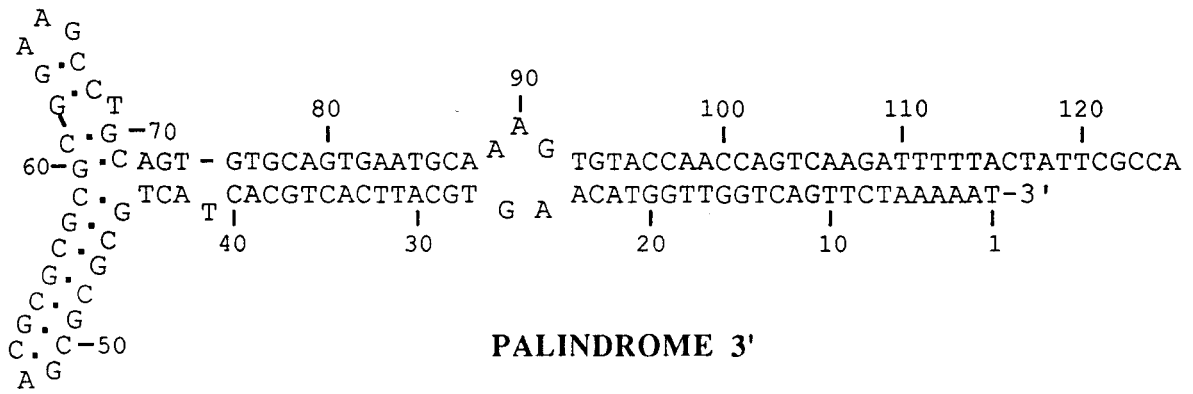 A
A G
A C
G C
G C T
90
80 100 110 120
A
C G –70
60– G C AGT – GTGCAGTGAATGCA A G TGTACCAACCAGTCAAGATTTTTACTATTCGCCA
C G TCA T CACGTCACTTACGT G A ACATGGTTGGTCAGTTCTAAAAAT–3'
40 30 20 10 1
G C
C G
G C
C G
G C –50
C G
A
PALINDROME 3'